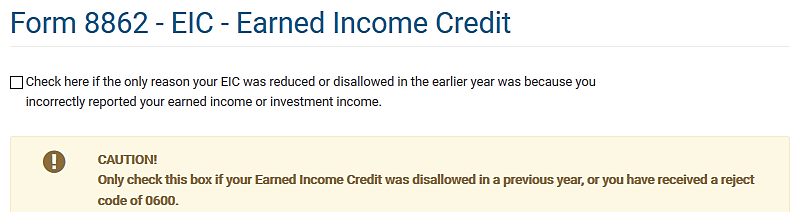 Form 8862 - EIC - Earned Income Credit
Check here if the only reason your EIC was reduced or disallowed in the earlier year was because you
incorrectly reported your earned income or investment income.
CAUTION!
Only check this box if your Earned Income Credit was disallowed in a previous year, or you have received a reject
code of 0600.